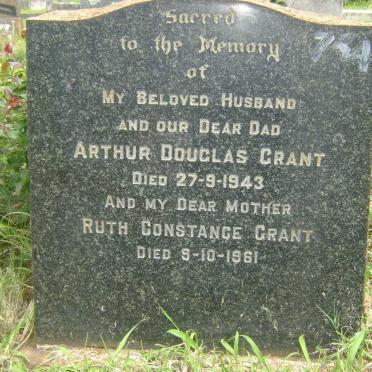 Sacred
to the Memory
of
My Beloved Husband
and our Dear Dad
Arthur Douglas Grant
Died 27-9-1943
And my Dear Mother
Ruth Constance Grant
Died 9-10-1961